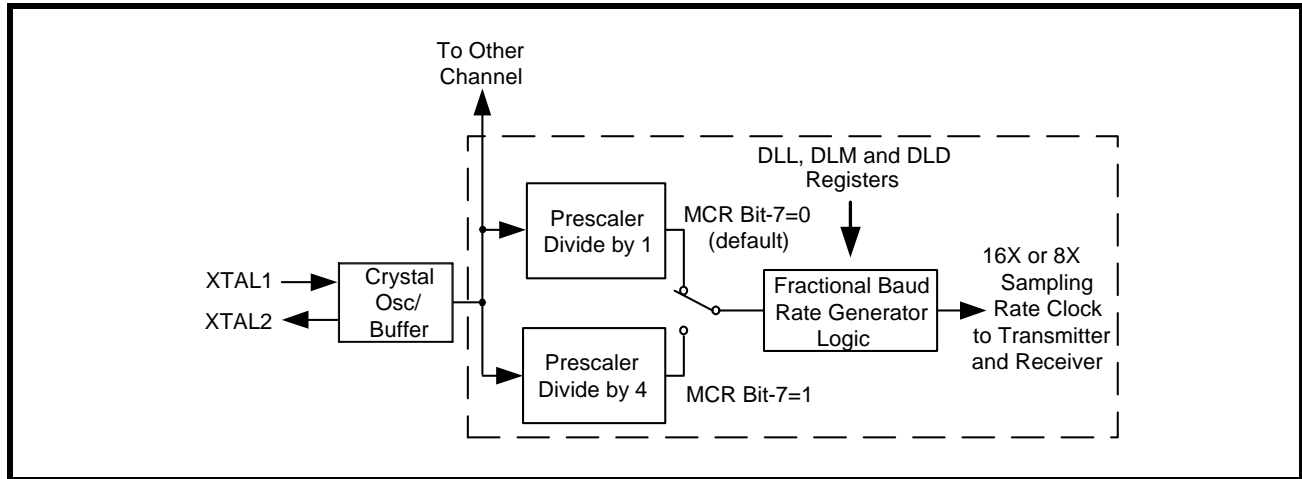 To Other
Channel
DLL, DLM and DLD
Registers
Prescaler
Divide by 1
MCR Bit-7=0
(default)
XTAL1
XTAL2
Crystal
Osc/
Buffer
Fractional Baud
Rate Generator
Logic
16X or 8X
Sampling
Rate Clock
to Transmitter
and Receiver
Prescaler
Divide by 4
MCR Bit-7=1